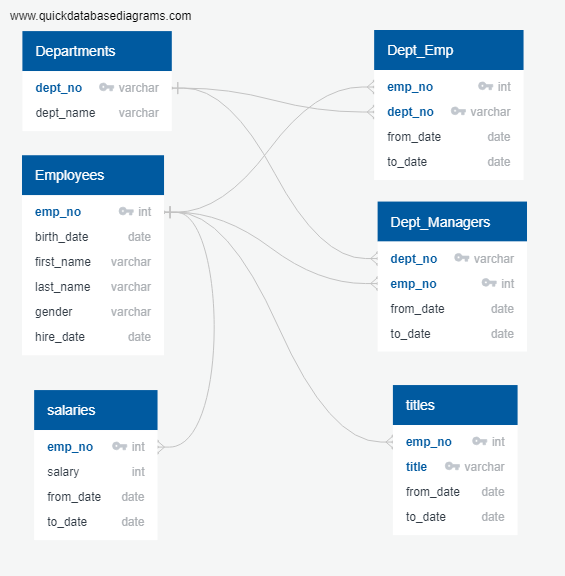 www.quickdatabasediagrams.com
Departments
dept_no varchar
dept_name varchar
Employees
emp_no int
birth_date date
first_name varchar
last_name varchar
gender varchar
hire_date date
salaries
emp_no int
salary int
from_date date
to_date date
Dept_Emp
emp_no int
dept_no varchar
from_date date
to_date date
Dept_Managers
dept_no varchar
emp_no int
from_date date
to_date date
titles
emp_no int
title varchar
from_date date
to_date date